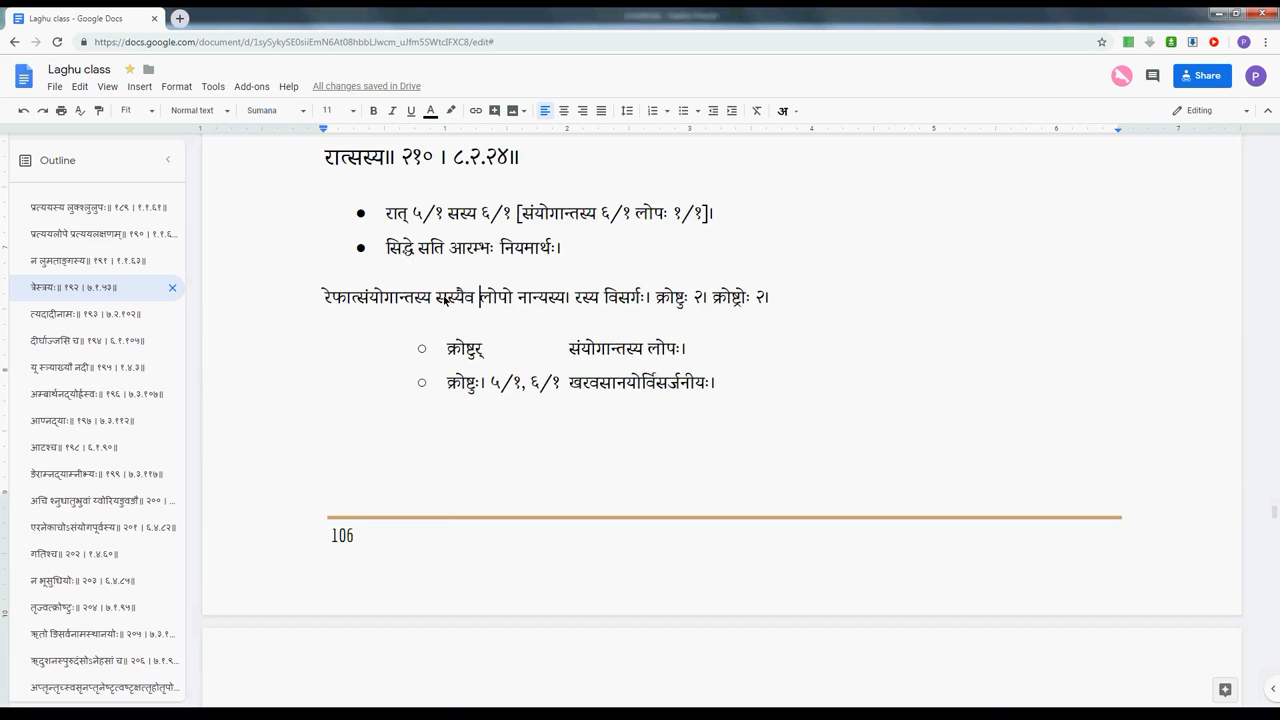 Laghu class - Google Docs
https://docs.google.com/document/d/1sySykySE0siiEmN6At08hbbLJwcm_uJfm5SWtcIFXC8/edit#
Laghu class
File Edit View Insert Format Tools Add-ons Help All changes saved in Drive
Share
P
Fit Normal text Sumana 11 Editing
Outline
प्रत्ययस्य लुक्श्लुलुपः॥ १८९ । १.१.६१॥
प्रत्ययलोपे प्रत्ययलक्षणम्॥ १९० । १.१.६...
न लुमताङ्गस्य॥ १९१ । १.१.६३॥
त्रेस्त्रयः॥ १९२ । ७.१.५३॥
त्यदादीनामः॥ १९३ । ७.२.१०२॥
दीर्घाज्जसि च॥ १९४ । ६.१.१०५॥
यू स्त्र्याख्यौ नदी॥ १९५ । १.४.३॥
अम्बार्थनद्योर्ह्रस्वः॥ १९६ । ७.३.१०७॥
आण्नद्याः॥ १९७ । ७.३.११२॥
आटश्च॥ १९८ । ६.१.९०॥
ङेराम्नद्याम्नीभ्यः॥ १९९ । ७.३.११७॥
अचि श्नुधातुभ्रुवां य्वोरियङुवङौ॥ २०० । ...
एरनेकाचोऽसंयोगपूर्वस्य॥ २०१ । ६.४.८२॥
गतिश्च॥ २०२ । १.४.६०॥
न भूसुधियोः॥ २०३ । ६.४.८५॥
तृज्वत्क्रोष्टुः॥ २०४ । ७.१.९५॥
ऋतो ङिसर्वनामस्थानयोः॥ २०५ । ७.३.१...
ऋदुशनस्पुरुदंसोऽनेहसां च॥ २०६ । ७.१.९...
रात्सस्य॥ २१० । ८.२.२४॥
● रात् ५/१ सस्य ६/१ [संयोगान्तस्य ६/१ लोपः १/१]।
● सिद्धे सति आरम्भः नियमार्थः।
रेफात्संयोगान्तस्य सस्यैव लोपो नान्यस्य। रस्य विसर्गः। क्रोष्टुः २। क्रोष्ट्रोः २।
○ क्रोष्टुर् संयोगान्तस्य लोपः।
○ क्रोष्टुः। ५/१, ६/१ खरवसानयोर्विसर्जनीयः।
106